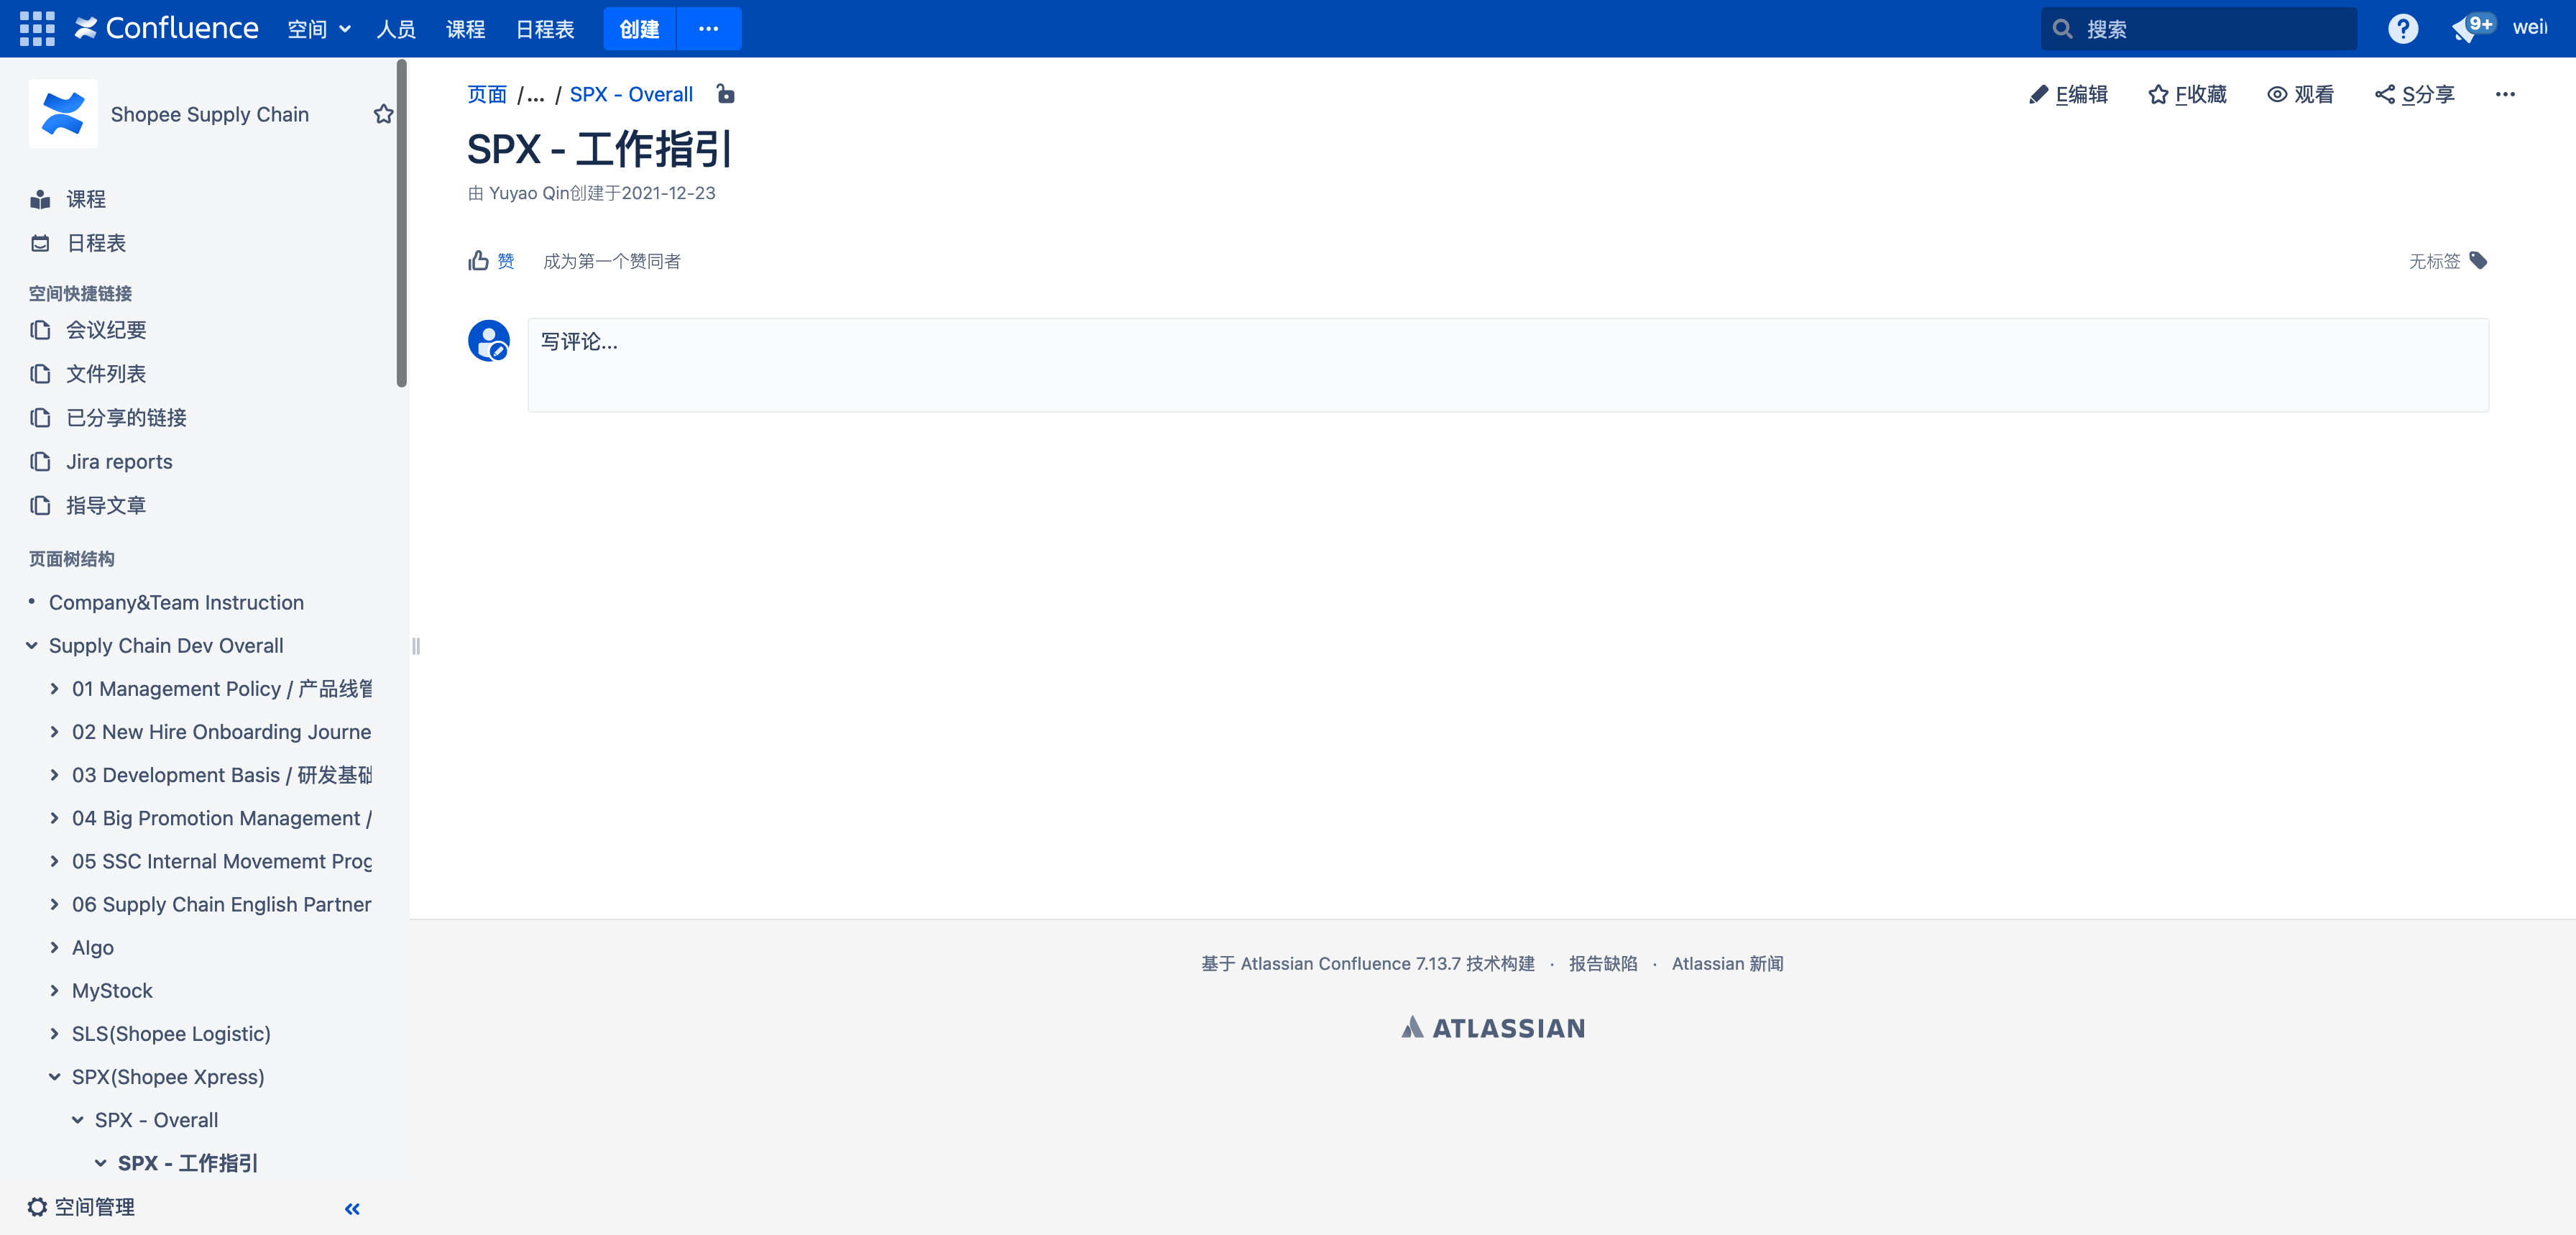 Confluence 空间 人员 课程 日程表 创建 ··· 搜索 ? 9+
Shopee Supply Chain
课程
日程表
空间快捷链接
会议纪要
文件列表
已分享的链接
Jira reports
指导文章
页面树结构
• Company&Team Instruction
Supply Chain Dev Overall
01 Management Policy / 产品线管
02 New Hire Onboarding Journe
03 Development Basis / 研发基础
04 Big Promotion Management /
05 SSC Internal Movememt Prog
06 Supply Chain English Partner
Algo
MyStock
SLS(Shopee Logistic)
SPX(Shopee Xpress)
SPX - Overall
SPX - 工作指引
空间管理 «
页面 /... / SPX - Overall
E编辑 F收藏 观看 S分享 ···
SPX - 工作指引
由 Yuyao Qin创建于2021-12-23
赞 成为第一个赞同者 无标签
写评论...
基于 Atlassian Confluence 7.13.7 技术构建 · 报告缺陷 · Atlassian 新闻
ATLASSIAN